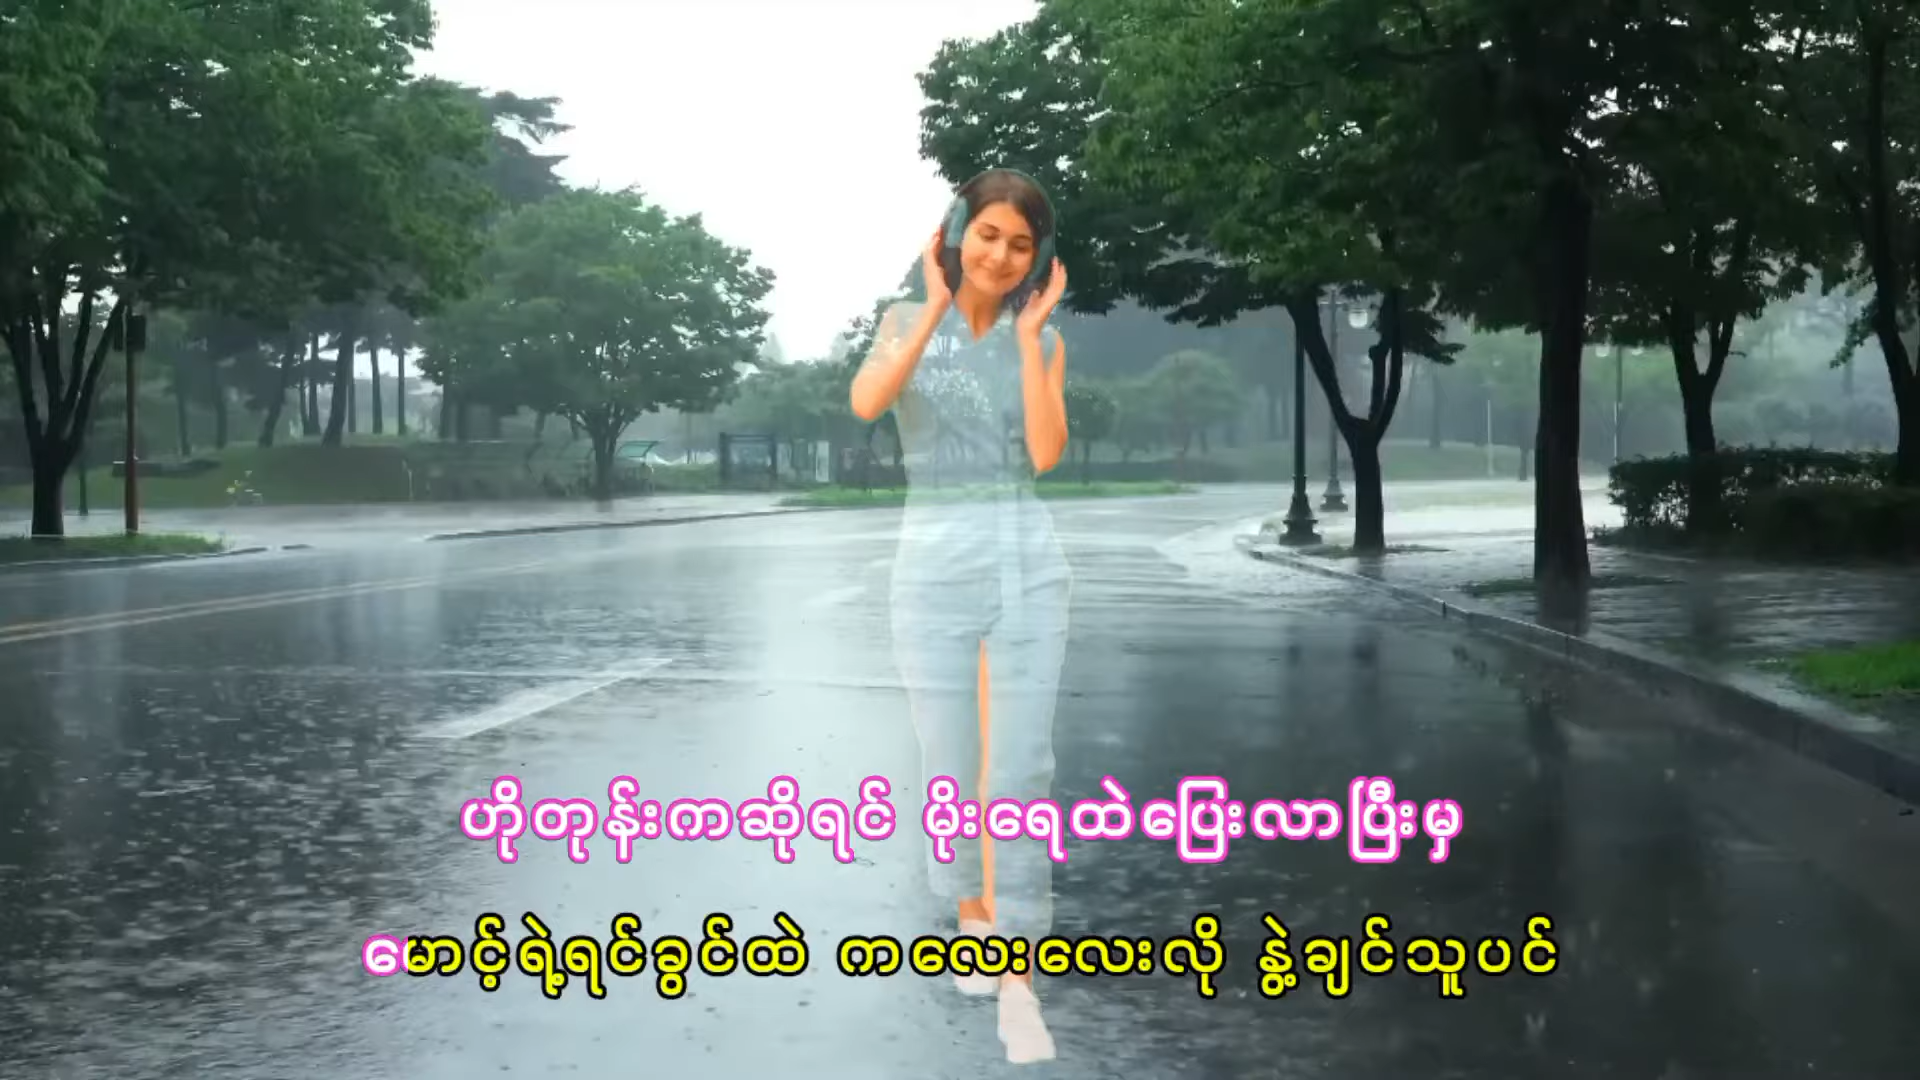 ဟိုတုန်းကဆိုရင် မိုးရေထဲပြေးလာပြီးမှ
မောင့်ရဲ့ရင်ခွင်ထဲ ကလေးလေးလို နွဲ့ချင်သူပင်